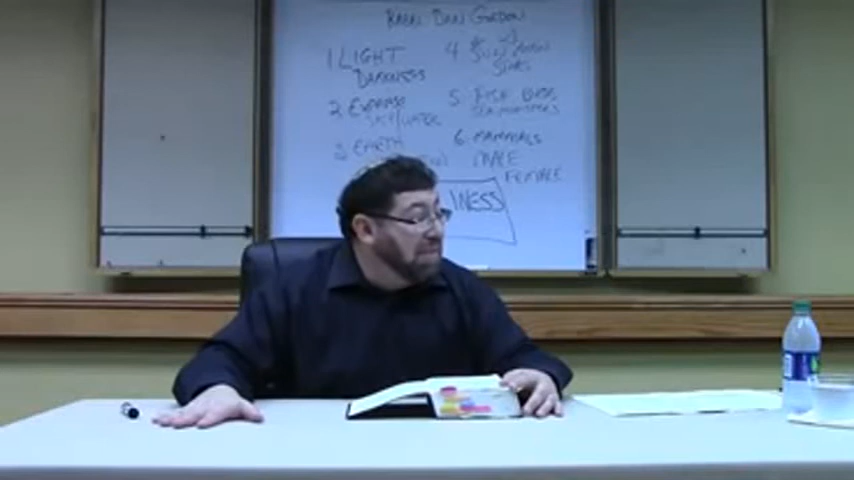 RABBI DAN GORDON
1 LIGHT
DARKNESS
2. EXPANSE
SKY/WATER
3 EARTH
4
SUN MOON
STARS
5. FISH BIRDS
SEA MONSTERS
6. MAMMALS
MALE
FEMALE
INESS